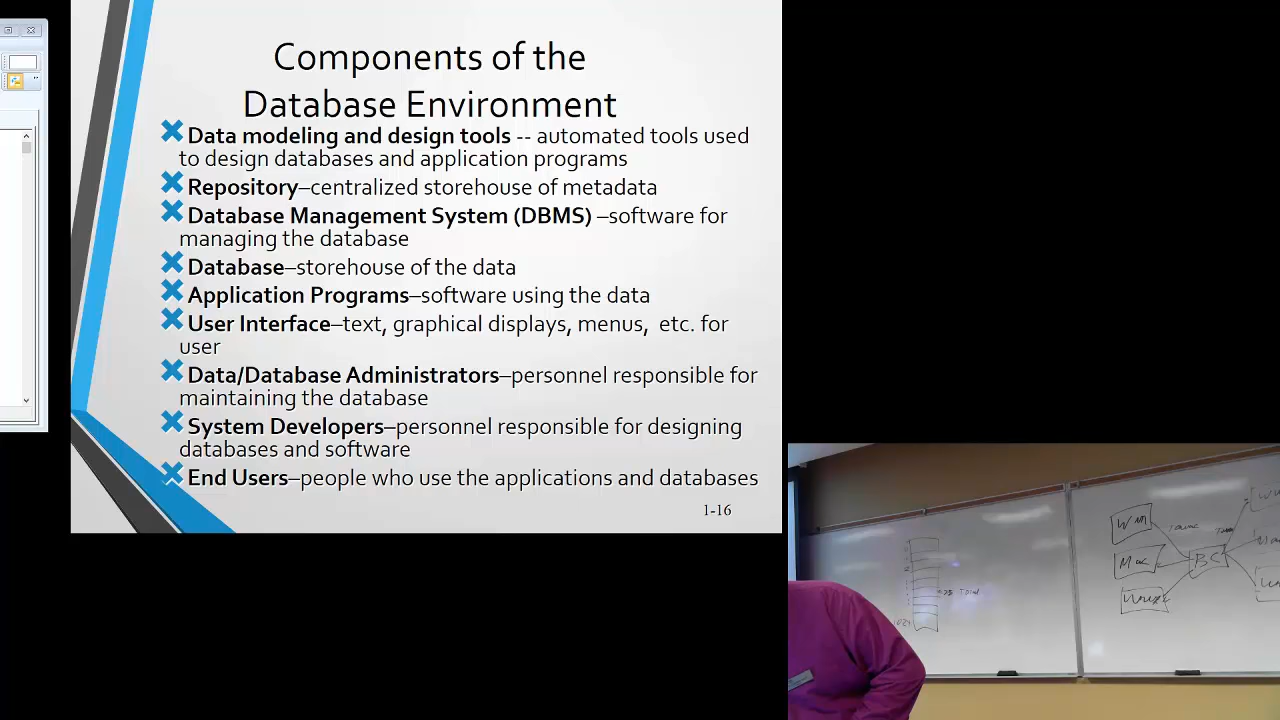 Components of the
Database Environment
Data modeling and design tools -- automated tools used
to design databases and application programs
Repository–centralized storehouse of metadata
Database Management System (DBMS) –software for
managing the database
Database–storehouse of the data
Application Programs–software using the data
User Interface–text, graphical displays, menus, etc. for
user
Data/Database Administrators–personnel responsible for
maintaining the database
System Developers–personnel responsible for designing
databases and software
End Users–people who use the applications and databases
1-16
Win
Mac
BC
Unix